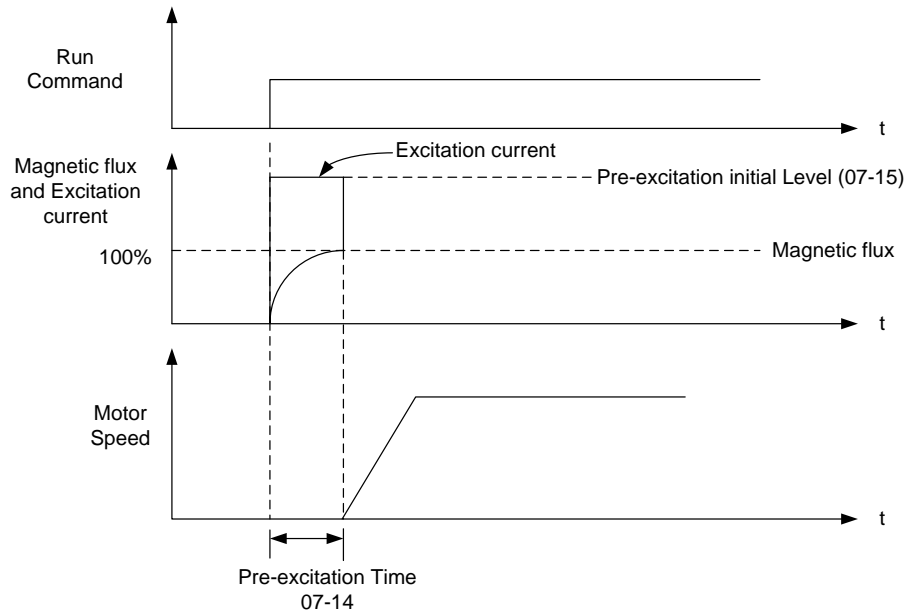 Run
Command
t
Magnetic flux
and Excitation
current
Excitation current
Pre-excitation initial Level (07-15)
100%
Magnetic flux
t
Motor
Speed
t
Pre-excitation Time
07-14